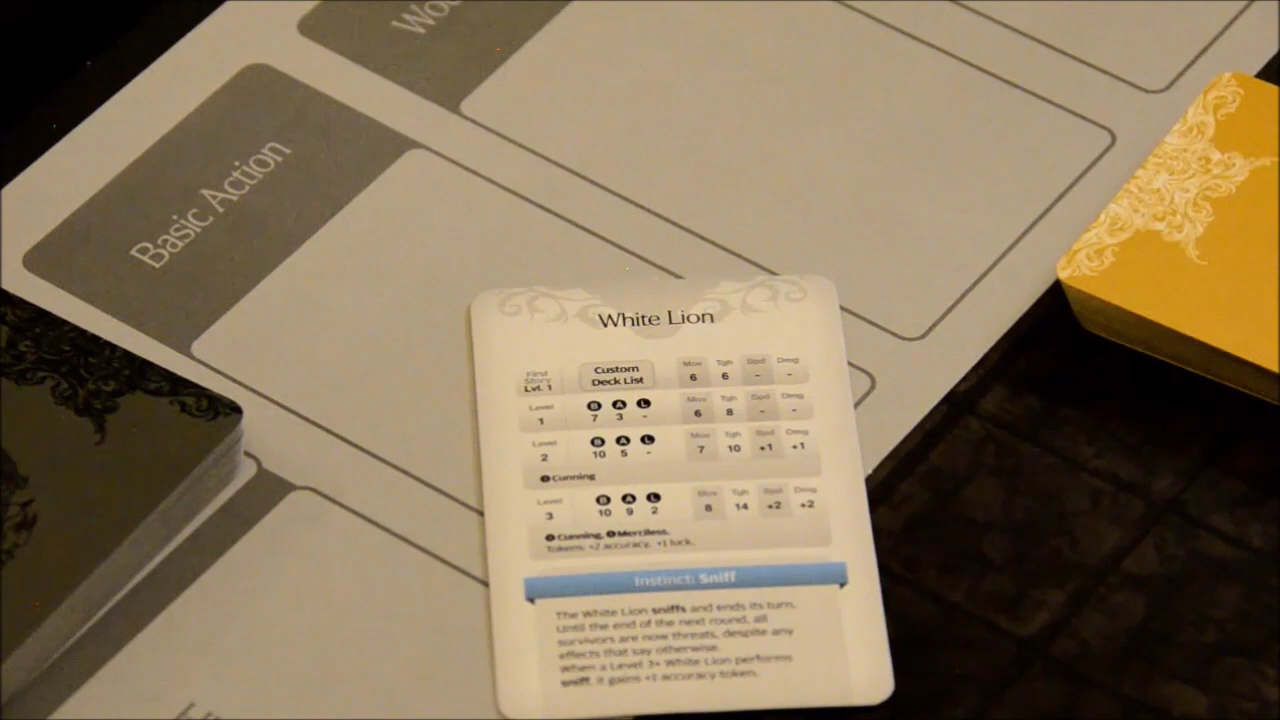 Wou
Basic Action
White Lion
First
Story
Lvl. 1
Custom
Deck List
Mov Tgh Spd Dmg
6 6 - -
Level
1
B A L
7 3 -
Mov Tgh Spd Dmg
6 8 - -
Level
2
B A L
10 5 -
Mov Tgh Spd Dmg
7 10 +1 +1
Cunning
Level
3
B A L
10 9 2
Mov Tgh Spd Dmg
8 14 +2 +2
Cunning, Merciless.
Tokens: +2 accuracy, +1 luck.
Instinct: Sniff
The White Lion sniffs and ends its turn.
Until the end of the next round, all
survivors are now threats, despite any
effects that say otherwise.
When a Level 3+ White Lion performs
sniff, it gains +1 accuracy token.